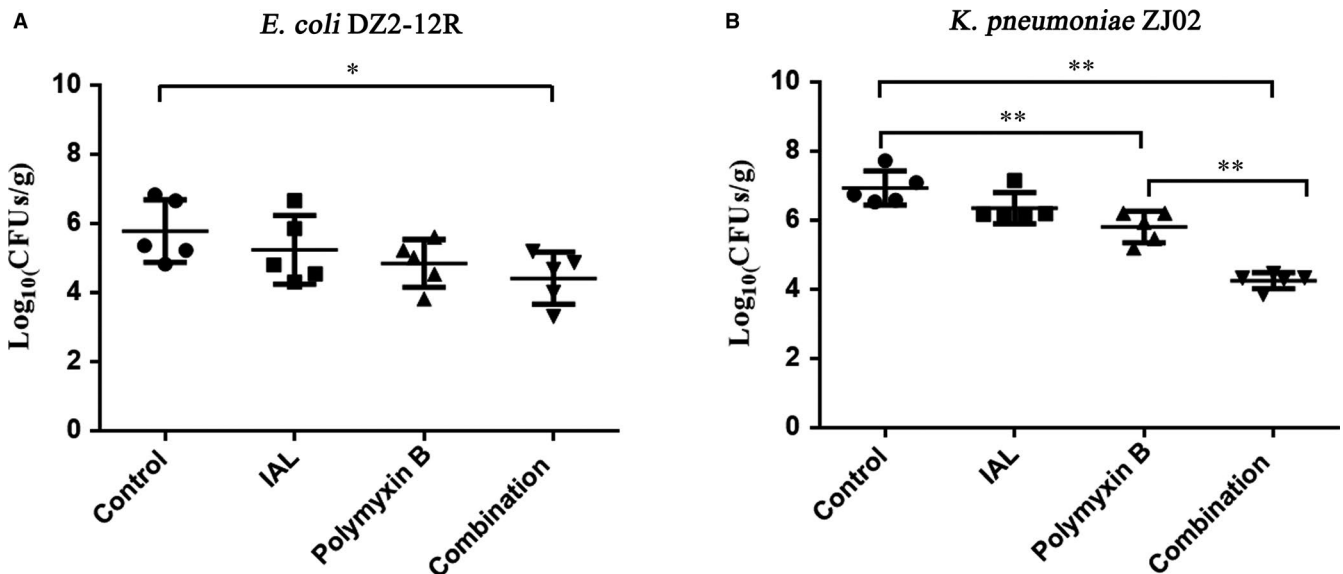 A
E. coli DZ2-12R
*
10
8
6
4
2
0
Log10(CFUs/g)
Control
IAL
Polymyxin B
Combination
B
K. pneumoniae ZJ02
**
**
**
10
8
6
4
2
0
Log10(CFUs/g)
Control
IAL
Polymyxin B
Combination